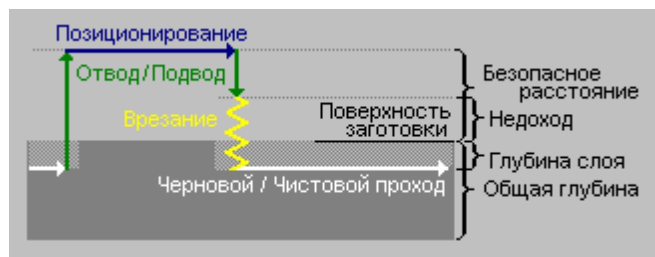 Позиционирование
Отвод/Подвод
Безопасное
расстояние
Врезание
Поверхность
заготовки
Недоход
Глубина слоя
Черновой / Чистовой проход
Общая глубина